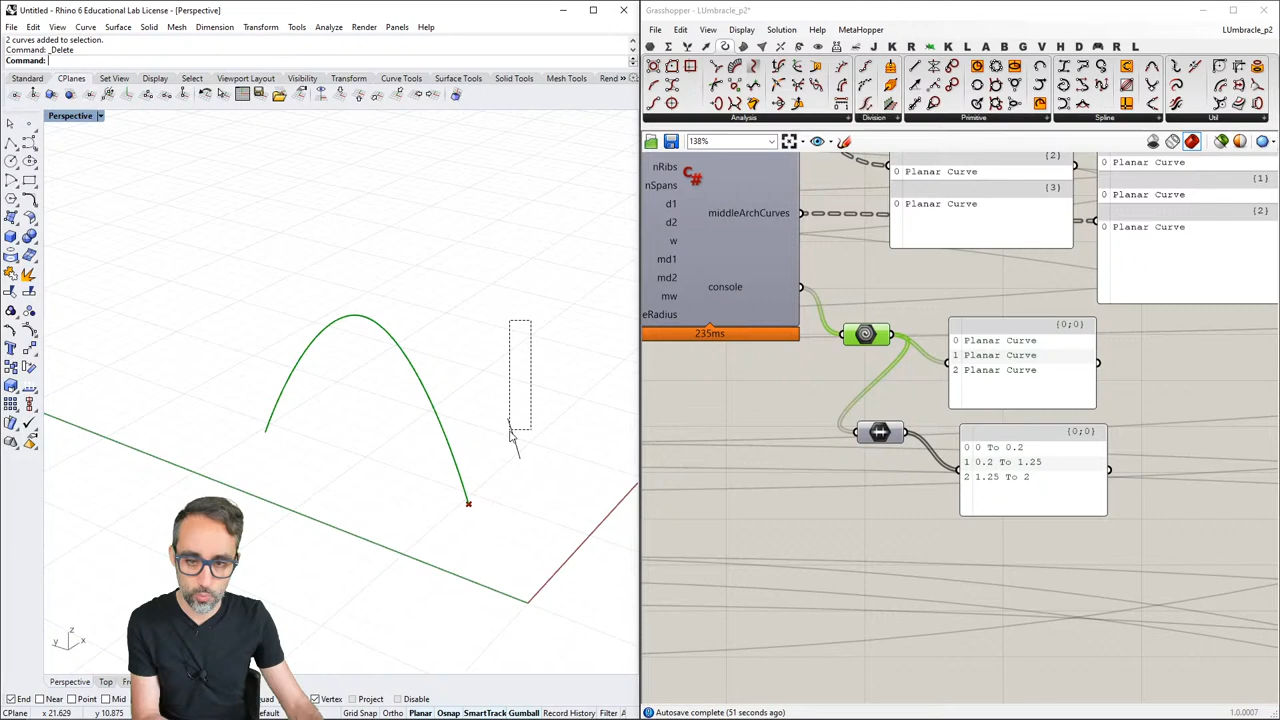 Untitled - Rhino 6 Educational Lab License - [Perspective]
File Edit View Curve Surface Solid Mesh Dimension Transform Tools Analyze Render Panels Help
2 curves added to selection.
Command: _Delete
Command:
Standard CPlanes Set View Display Select Viewport Layout Visibility Transform Curve Tools Surface Tools Solid Tools Mesh Tools Rend »
Perspective
z
y x
Perspective Top
End Near Point Mid Vertex Project Disable
x 21.629 y 10.875 Grid Snap Ortho Planar Osnap SmartTrack Gumball Record History Filter
Grasshopper - LUmbracle_p2*
File Edit View Display Solution Help MetaHopper LUmbracle_p2
J K R K L A B G V H D R L
Analysis Division Primitive Spline Util
138%
nRibs
nSpans
d1
d2
w
md1
md2
mw
eRadius
C#
middleArchCurves
console
235ms
{2}
0 Planar Curve
{3}
0 Planar Curve
0 Planar Curve
{1}
0 Planar Curve
{2}
0 Planar Curve
{0;0}
0 Planar Curve
1 Planar Curve
2 Planar Curve
{0;0}
0 0 To 0.2
1 0.2 To 1.25
2 1.25 To 2
Autosave complete (51 seconds ago)
1.0.0007